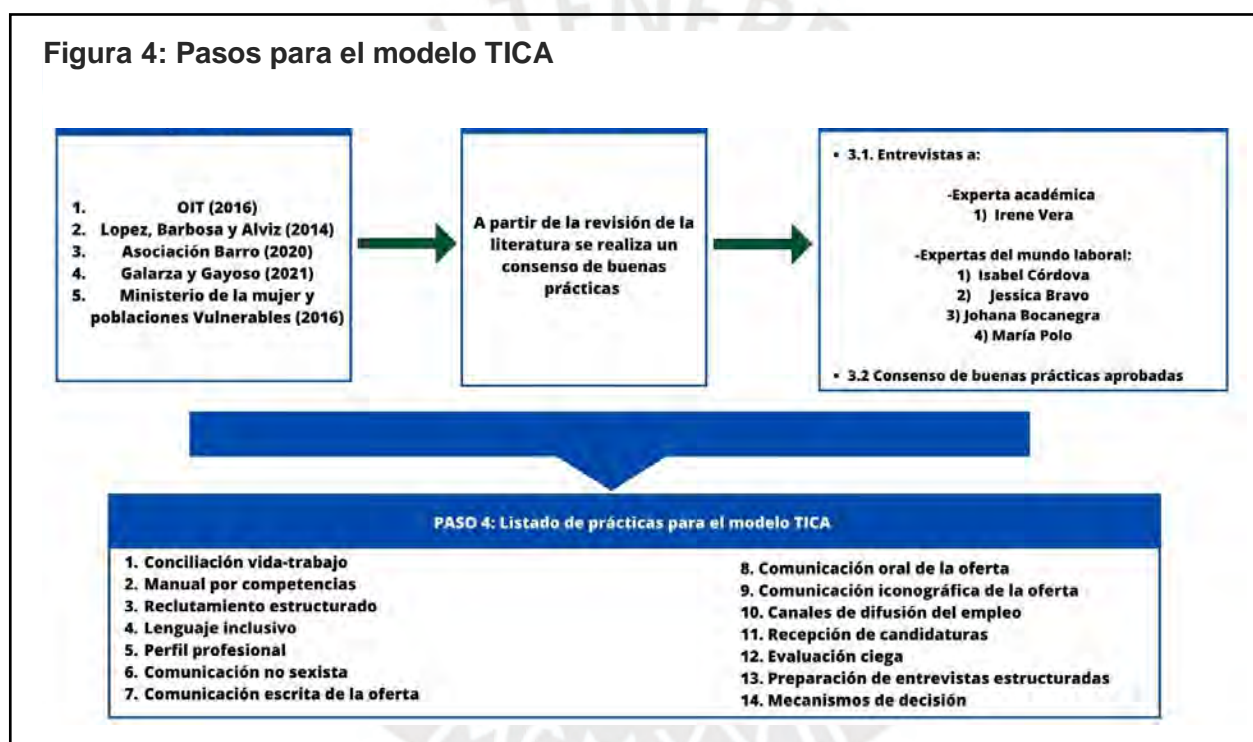 TENEBR
Figura 4: Pasos para el modelo TICA
1. OIT (2016)
2. Lopez, Barbosa y Alviz (2014)
3. Asociación Barro (2020)
4. Galarza y Gayoso (2021)
5. Ministerio de la mujer y
poblaciones Vulnerables (2016)
A partir de la revisión de la
literatura se realiza un
consenso de buenas
prácticas
• 3.1. Entrevistas a:
-Experta académica
1) Irene Vera
-Expertas del mundo laboral:
1) Isabel Córdova
2) Jessica Bravo
3) Johana Bocanegra
4) María Polo
• 3.2 Consenso de buenas prácticas aprobadas
PASO 4: Listado de prácticas para el modelo TICA
1. Conciliación vida-trabajo
2. Manual por competencias
3. Reclutamiento estructurado
4. Lenguaje inclusivo
5. Perfil profesional
6. Comunicación no sexista
7. Comunicación escrita de la oferta
8. Comunicación oral de la oferta
9. Comunicación iconográfica de la oferta
10. Canales de difusión del empleo
11. Recepción de candidaturas
12. Evaluación ciega
13. Preparación de entrevistas estructuradas
14. Mecanismos de decisión